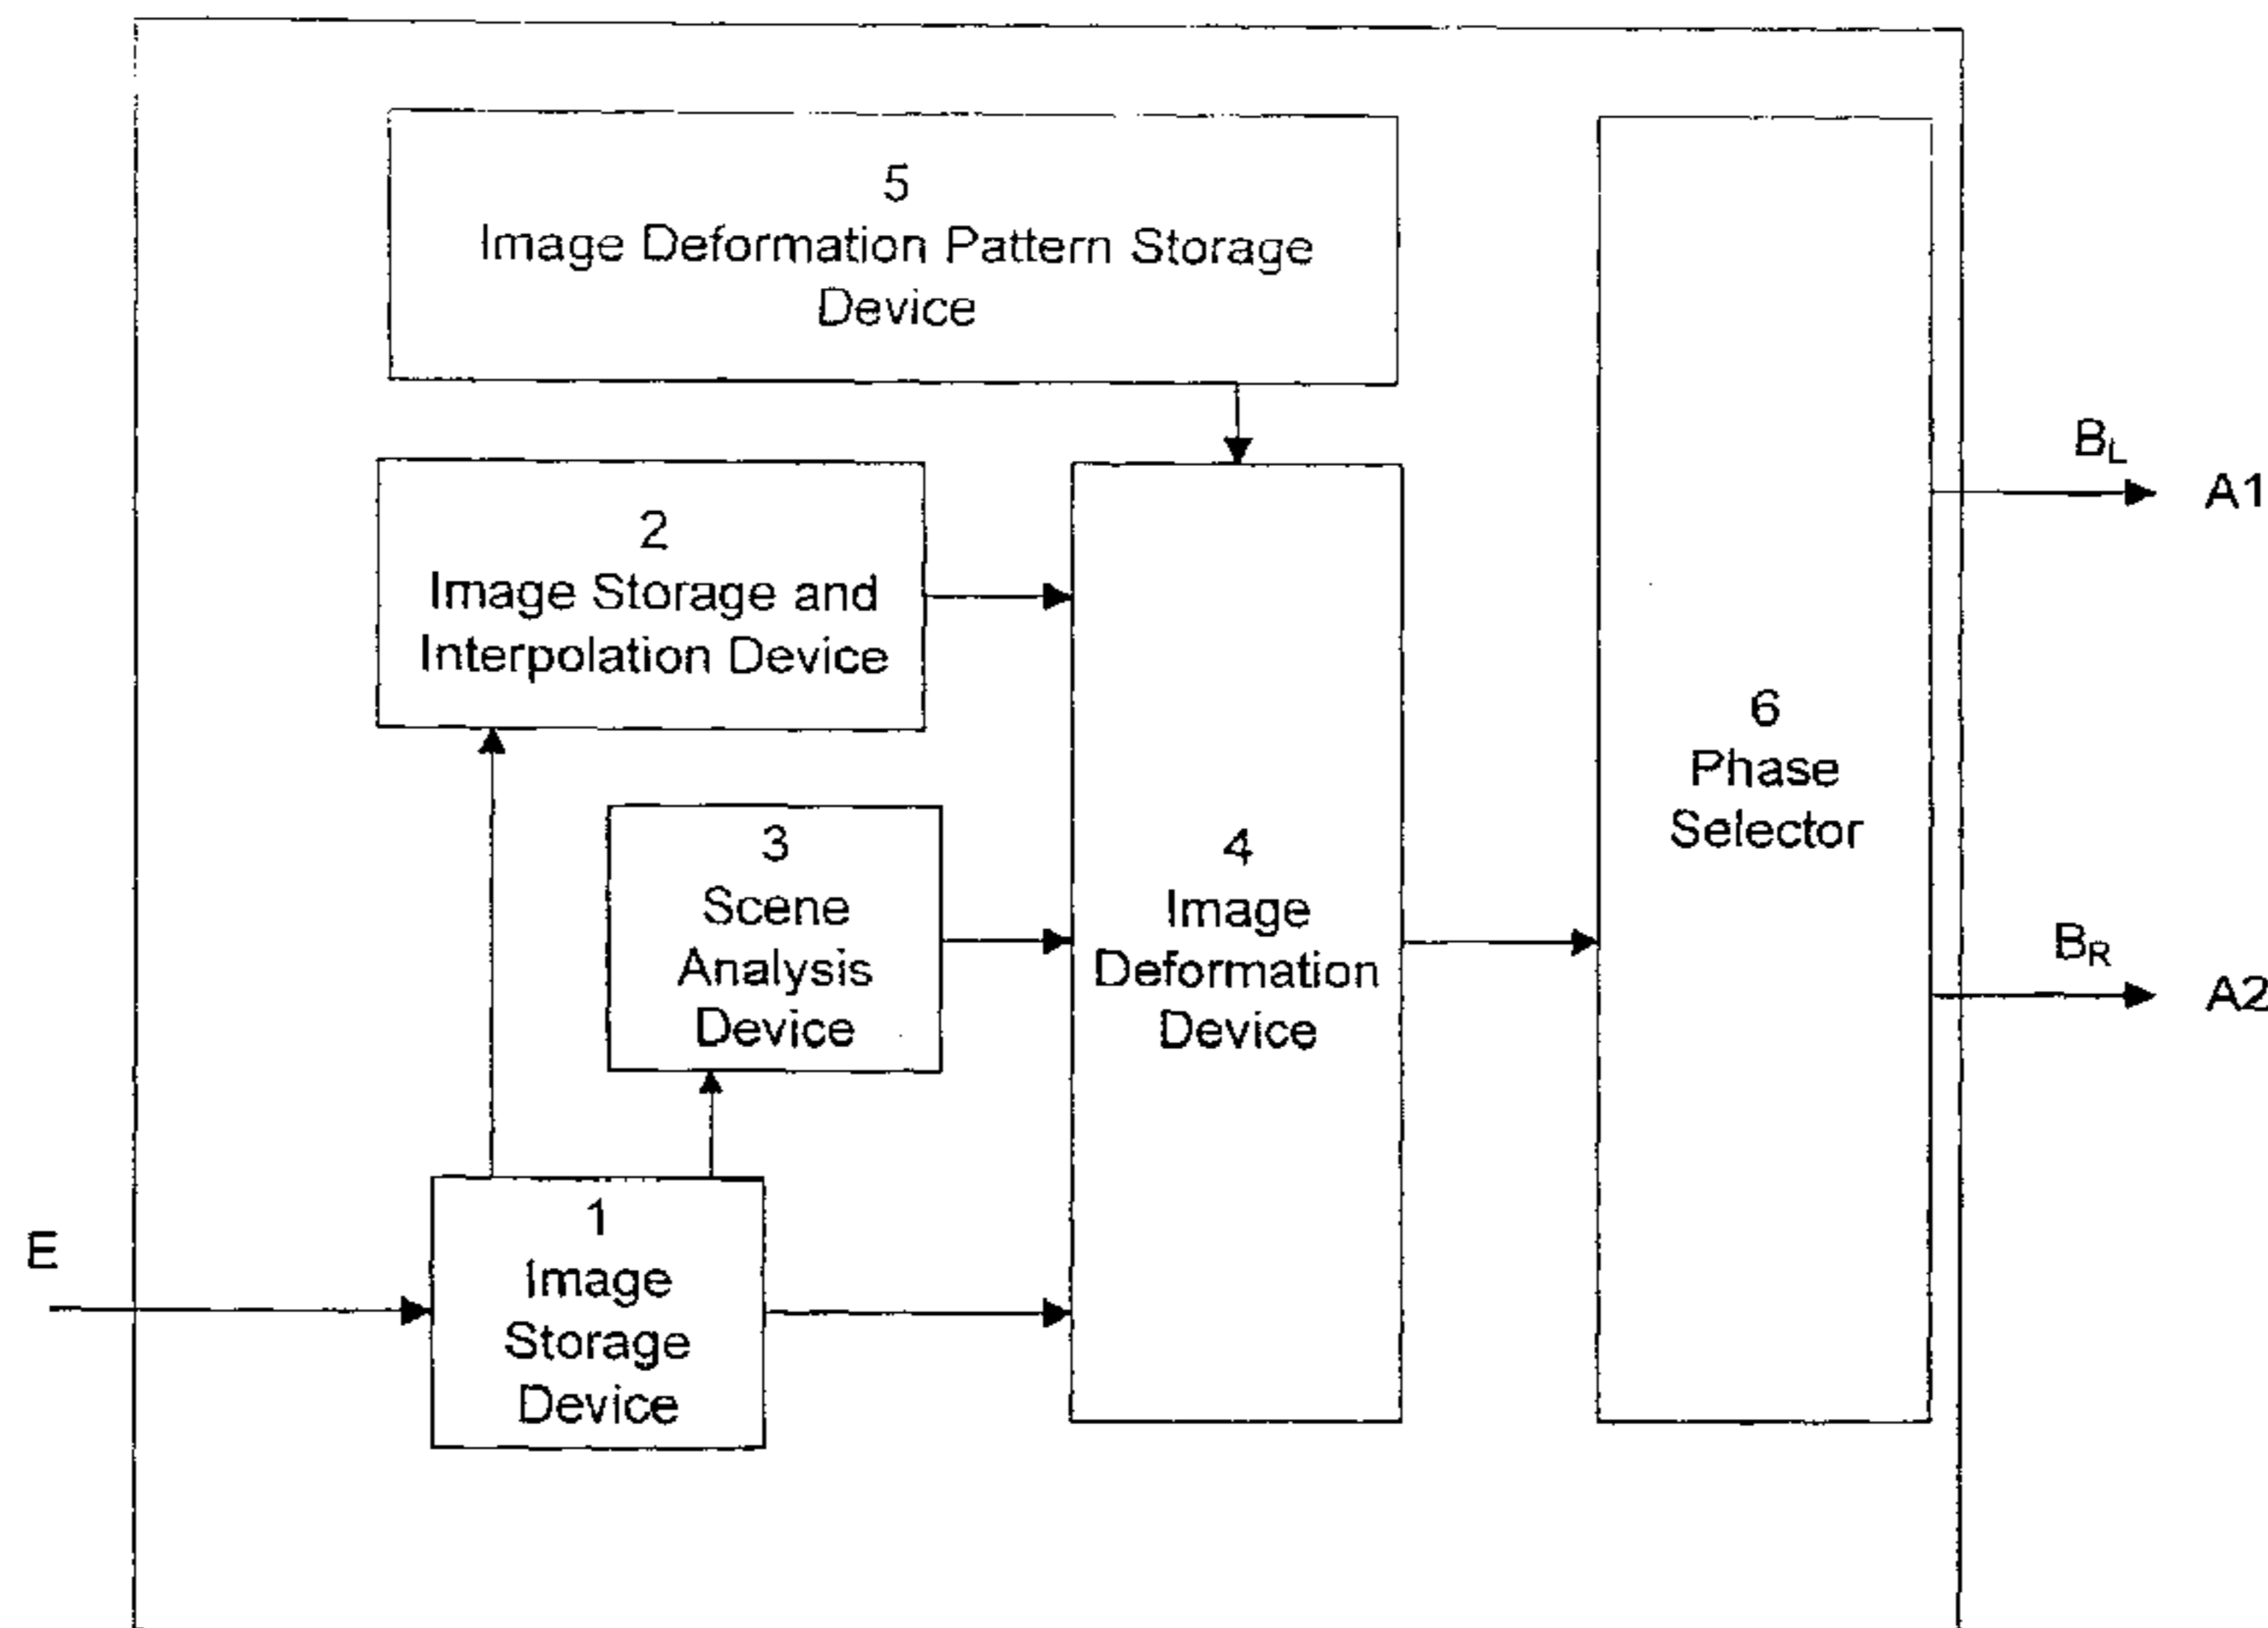 5
Image Deformation Pattern Storage
Device
2
Image Storage and
Interpolation Device
3
Scene
Analysis
Device
4
Image
Deformation
Device
6
Phase
Selector
1
Image
Storage
Device
E
BL
A1
BR
A2